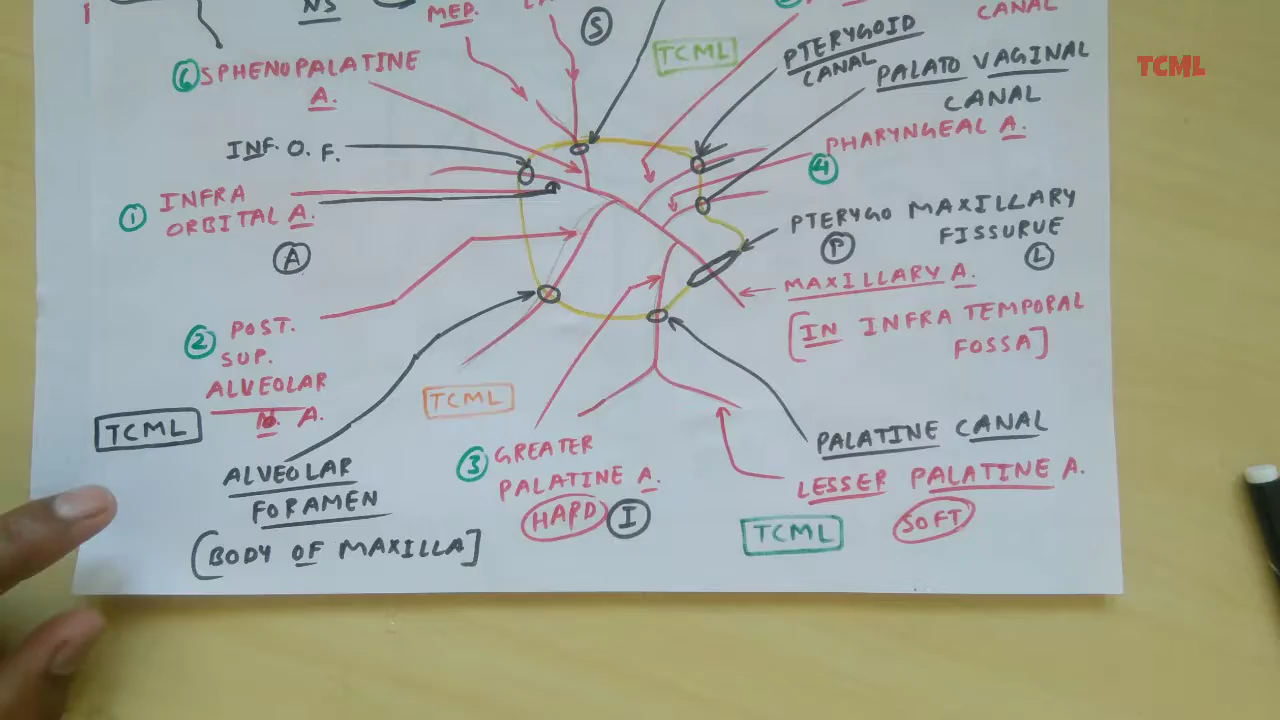 NS
MED.
S
CANAL
TCML
PTERYGOID
CANAL
TCML
6 SPHENOPALATINE
A.
PALATO VAGINAL
CANAL
INF. O. F.
PHARYNGEAL A.
4
1 INFRA
ORBITAL A.
A
PTERYGO MAXILLARY
FISSURVE
P
L
MAXILLARY A.
[IN INFRA TEMPORAL
FOSSA]
2 POST.
SUP.
ALVEOLAR
A.
TCML
TCML
ALVEOLAR
FORAMEN
[BODY OF MAXILLA]
3 GREATER
PALATINE A.
HARD I
PALATINE CANAL
LESSER PALATINE A.
SOFT
TCML